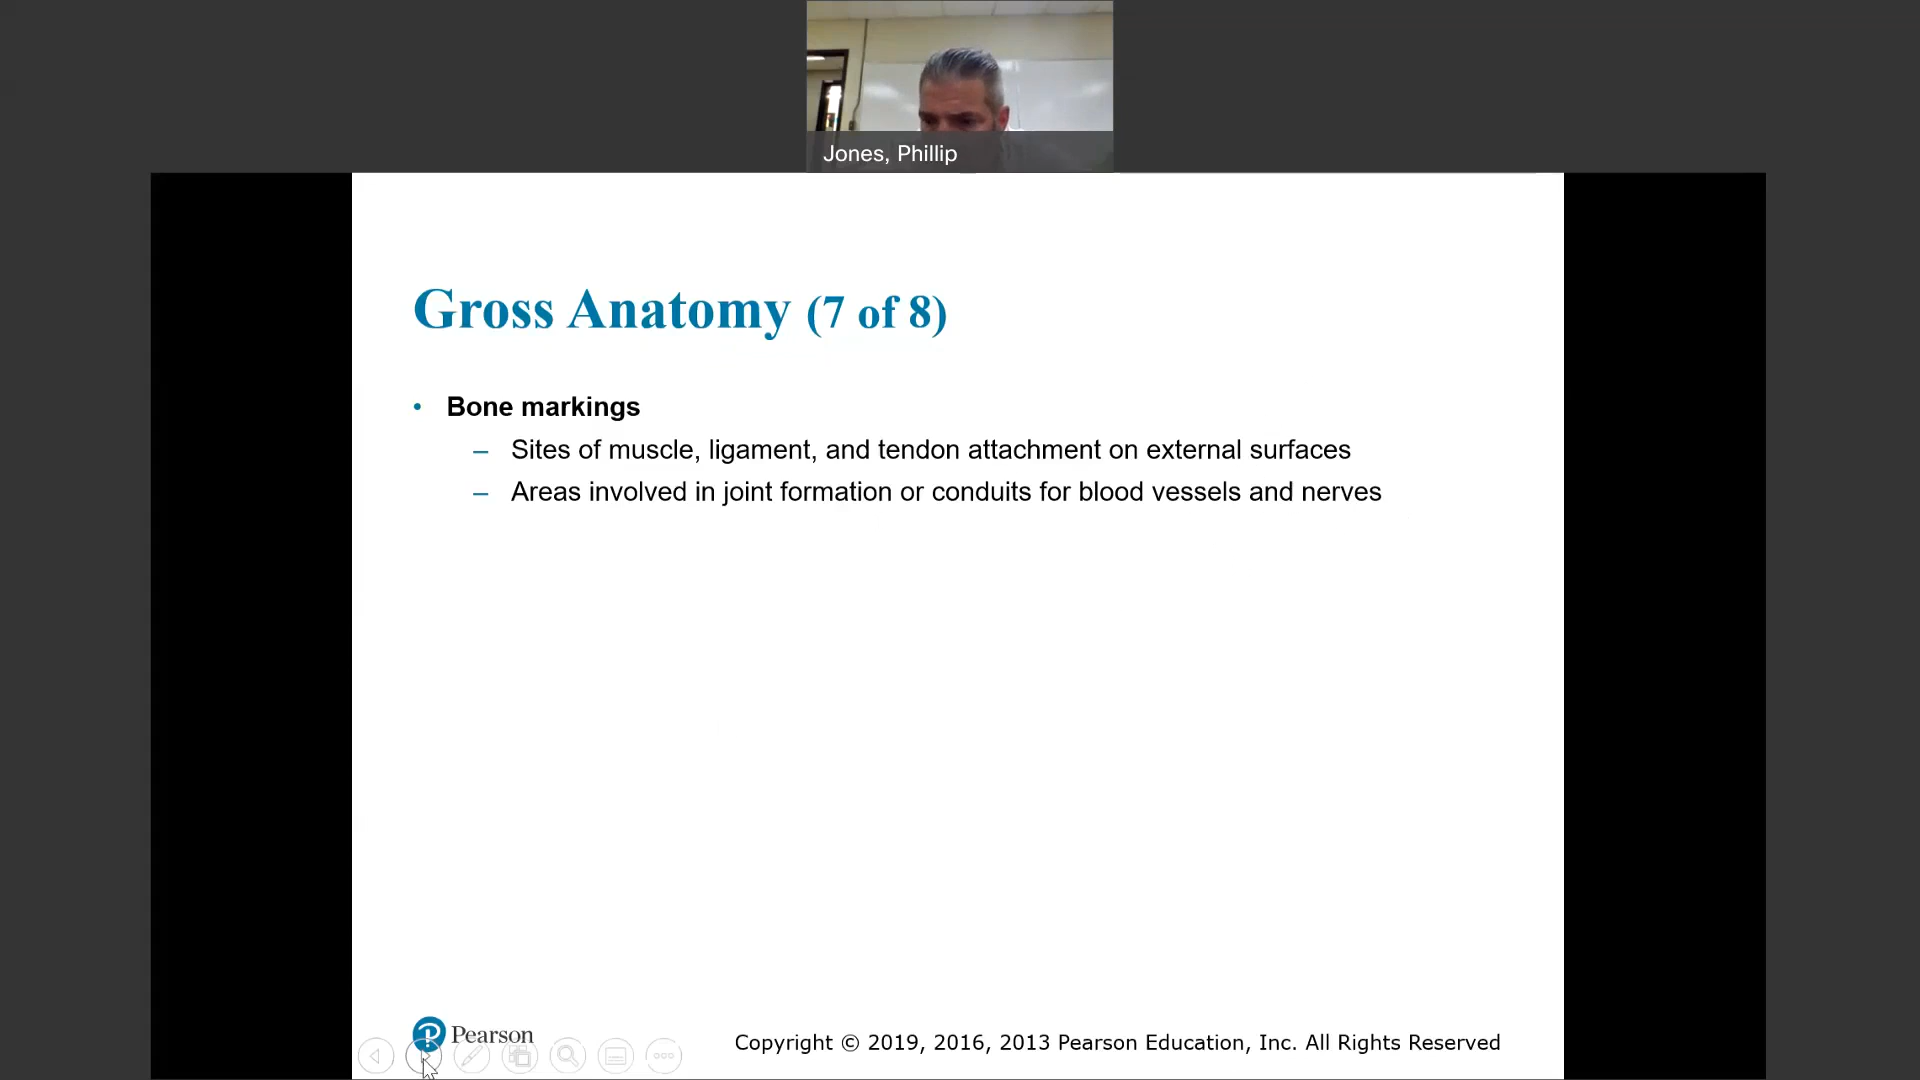 Jones, Phillip
Gross Anatomy (7 of 8)
• Bone markings
– Sites of muscle, ligament, and tendon attachment on external surfaces
– Areas involved in joint formation or conduits for blood vessels and nerves
Pearson
Copyright © 2019, 2016, 2013 Pearson Education, Inc. All Rights Reserved